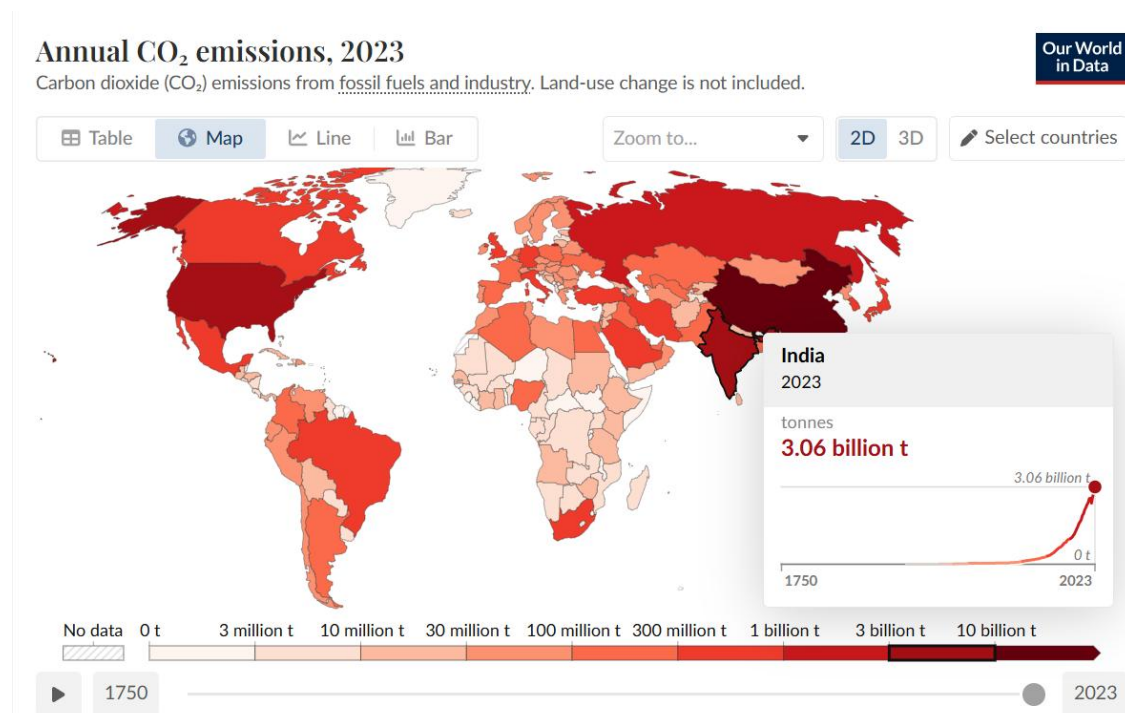 Annual CO₂ emissions, 2023
Our World
in Data
Carbon dioxide (CO₂) emissions from fossil fuels and industry. Land-use change is not included.
Table
Map
Line
Bar
Zoom to...
2D
3D
Select countries
India
2023
tonnes
3.06 billion t
3.06 billion t
0 t
1750
2023
No data
0 t
3 million t
10 million t
30 million t
100 million t
300 million t
1 billion t
3 billion t
10 billion t
1750
2023